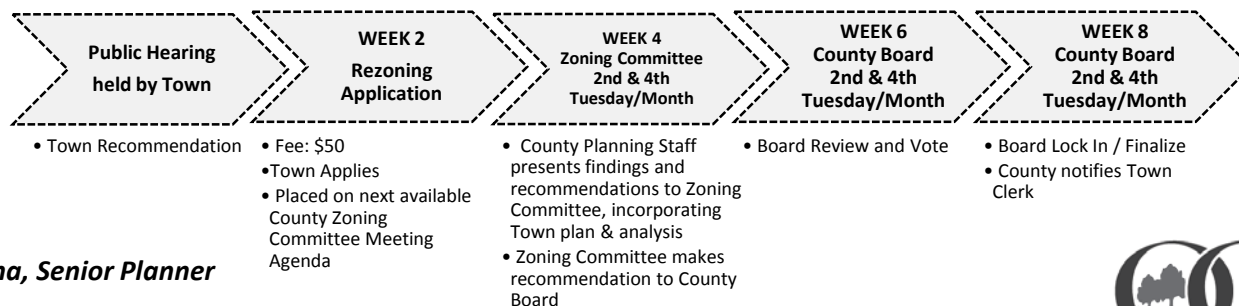 Public Hearing
held by Town
WEEK 2
Rezoning
Application
WEEK 4
Zoning Committee
2nd & 4th
Tuesday/Month
WEEK 6
County Board
2nd & 4th
Tuesday/Month
WEEK 8
County Board
2nd & 4th
Tuesday/Month
• Town Recommendation
• Fee: $50
•Town Applies
• Placed on next available
County Zoning
Committee Meeting
Agenda
• County Planning Staff
presents findings and
recommendations to Zoning
Committee, incorporating
Town plan & analysis
• Zoning Committee makes
recommendation to County
Board
• Board Review and Vote
• Board Lock In / Finalize
• County notifies Town
Clerk
Senior Planner